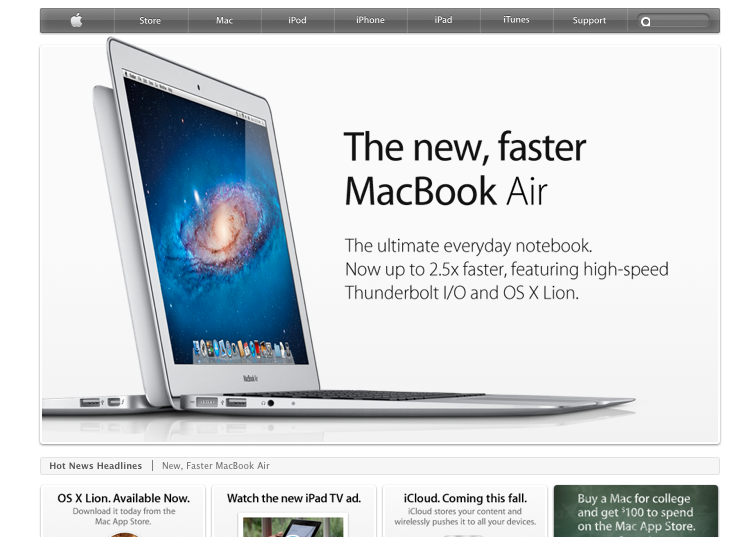 Store Mac iPod iPhone iPad iTunes Support
The new, faster
MacBook Air
The ultimate everyday notebook.
Now up to 2.5x faster, featuring high-speed
Thunderbolt I/O and OS X Lion.
MacBook Air
Hot News Headlines | New, Faster MacBook Air
OS X Lion. Available Now.
Download it today from the
Mac App Store.
Watch the new iPad TV ad.
iCloud. Coming this fall.
iCloud stores your content and
wirelessly pushes it to all your devices.
Buy a Mac for college
and get $100 to spend
on the Mac App Store.